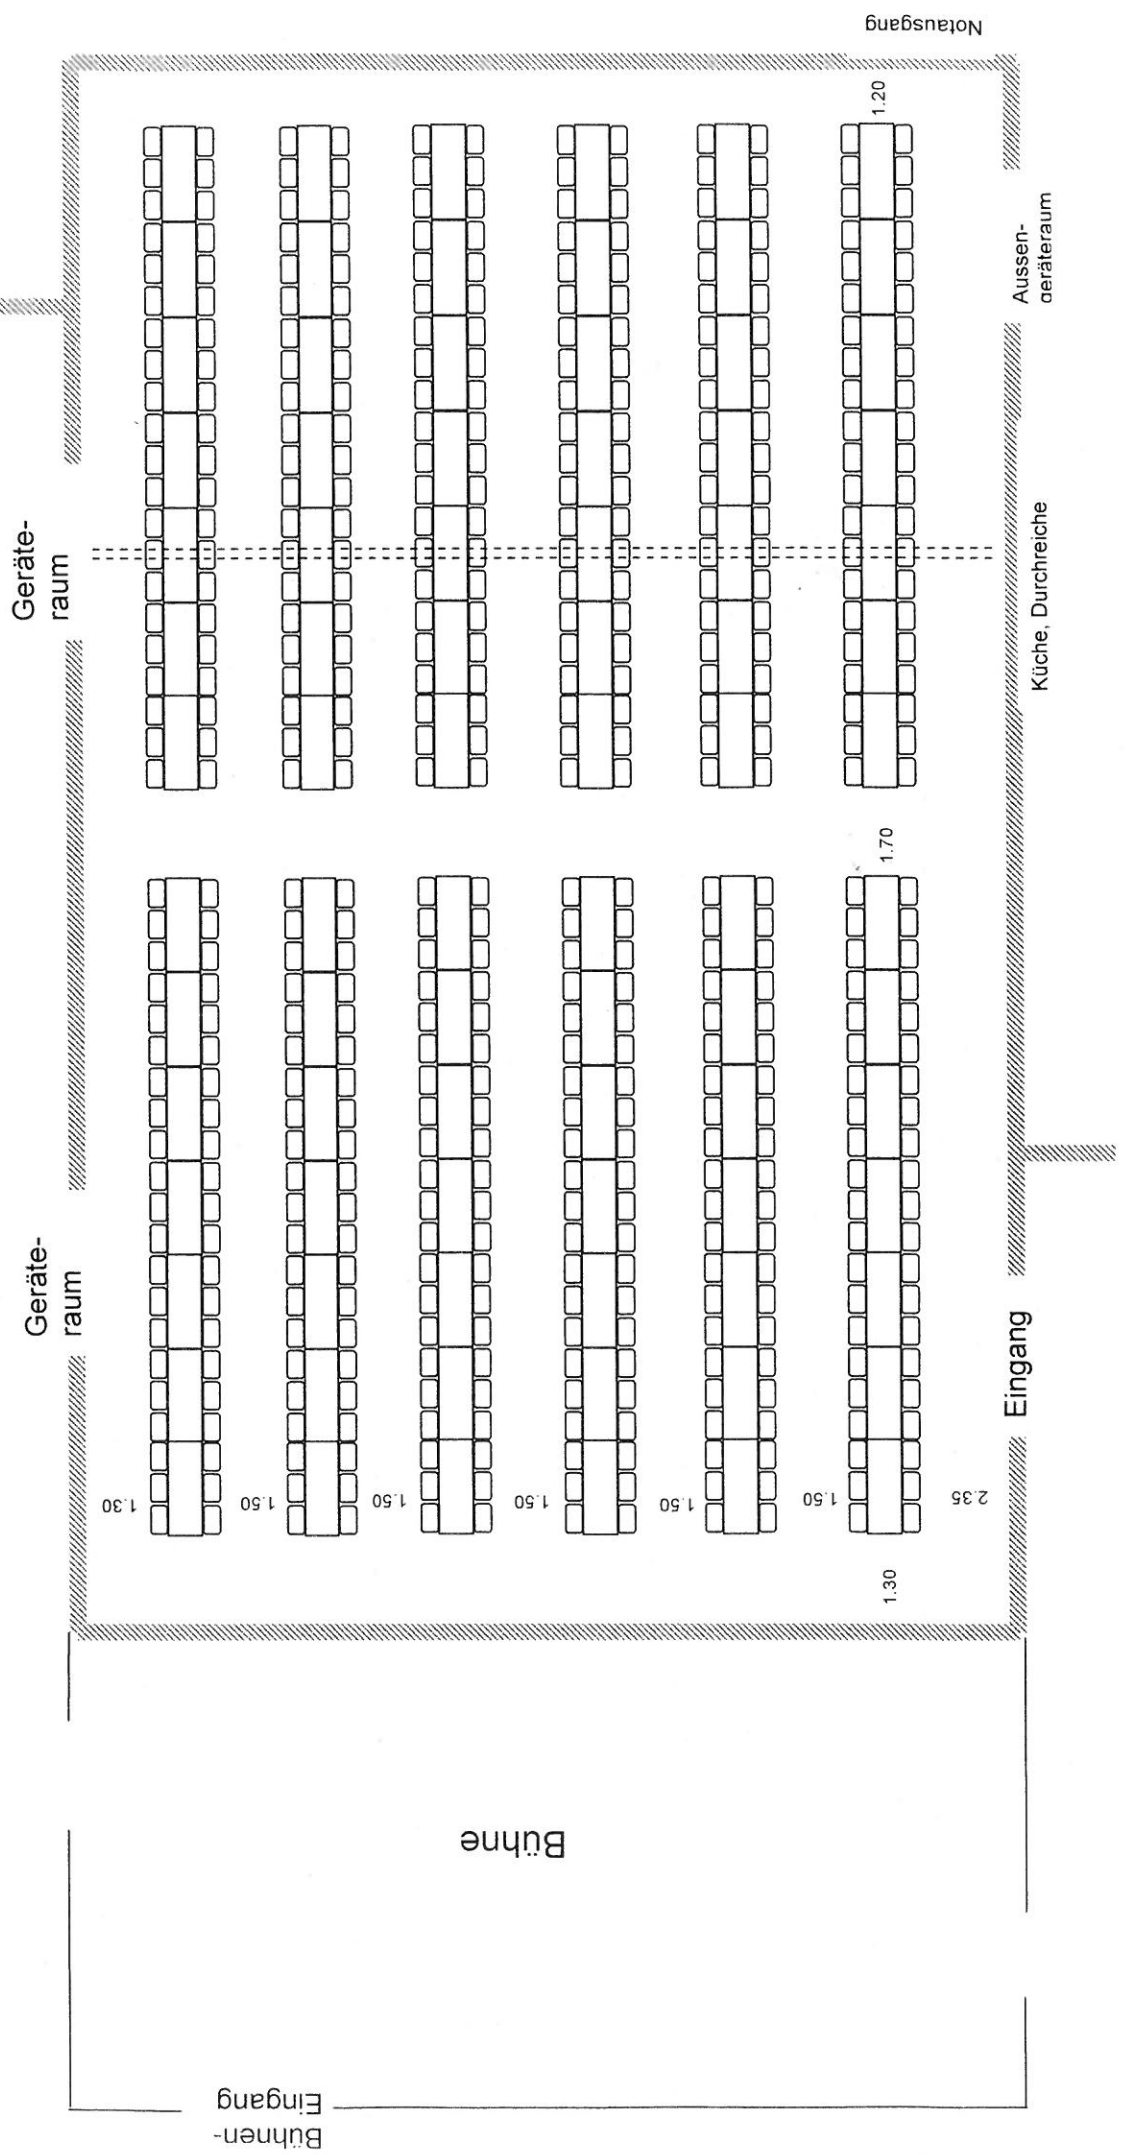 Notausgang
1.20
Aussen-
geräteraum
Geräte-
raum
Küche, Durchreiche
1.70
Geräte-
raum
Eingang
1.30
1.50
1.50
1.50
1.50
1.50
2.35
1.30
Bühne
Bühnen-
Eingang